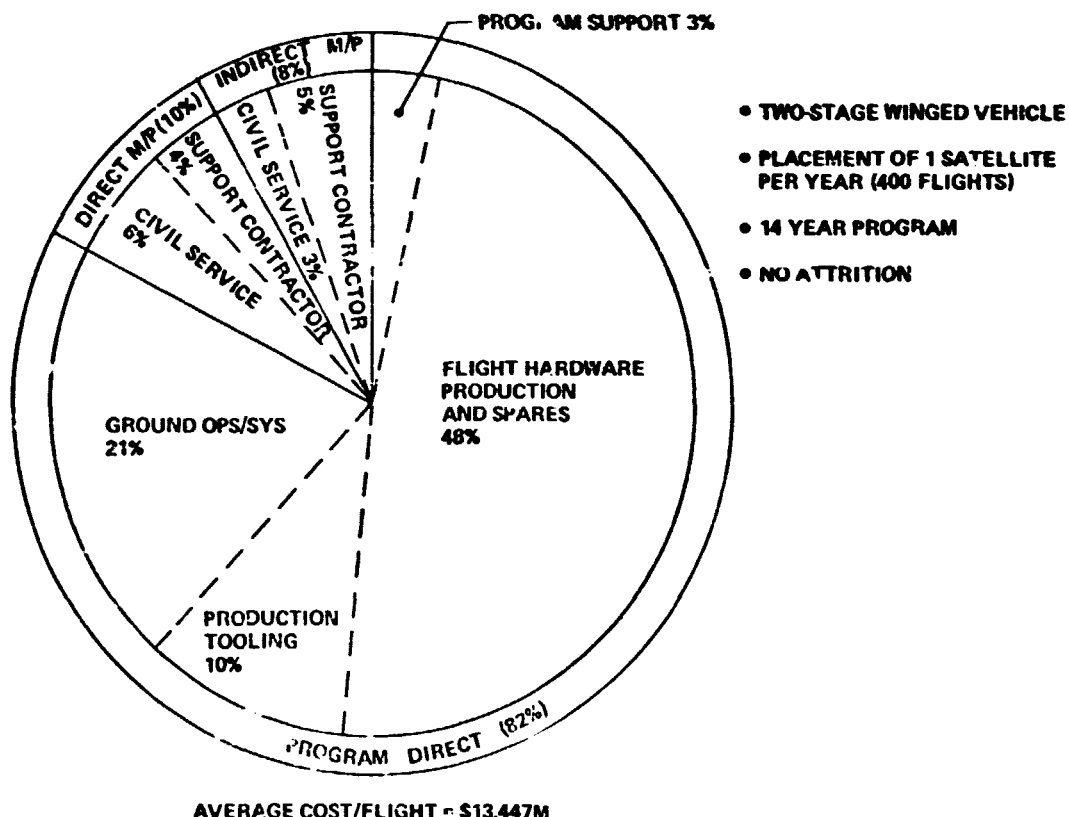 PROGRAM SUPPORT 3%
INDIRECT M/P
(8%)
DIRECT M/P (10%)
SUPPORT CONTRACTOR
5%
CIVIL SERVICE 3%
SUPPORT CONTRACTOR
4%
CIVIL SERVICE
6%
• TWO-STAGE WINGED VEHICLE
• PLACEMENT OF 1 SATELLITE
PER YEAR (400 FLIGHTS)
• 14 YEAR PROGRAM
• NO ATTRITION
FLIGHT HARDWARE
PRODUCTION
AND SPARES
48%
GROUND OPS/SYS
21%
PRODUCTION
TOOLING
10%
PROGRAM DIRECT (82%)
AVERAGE COST/FLIGHT = $13.447M